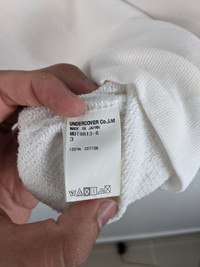 UNDERCOVER Co.,Ltd
MADE IN JAPAN
3
100% COTTON